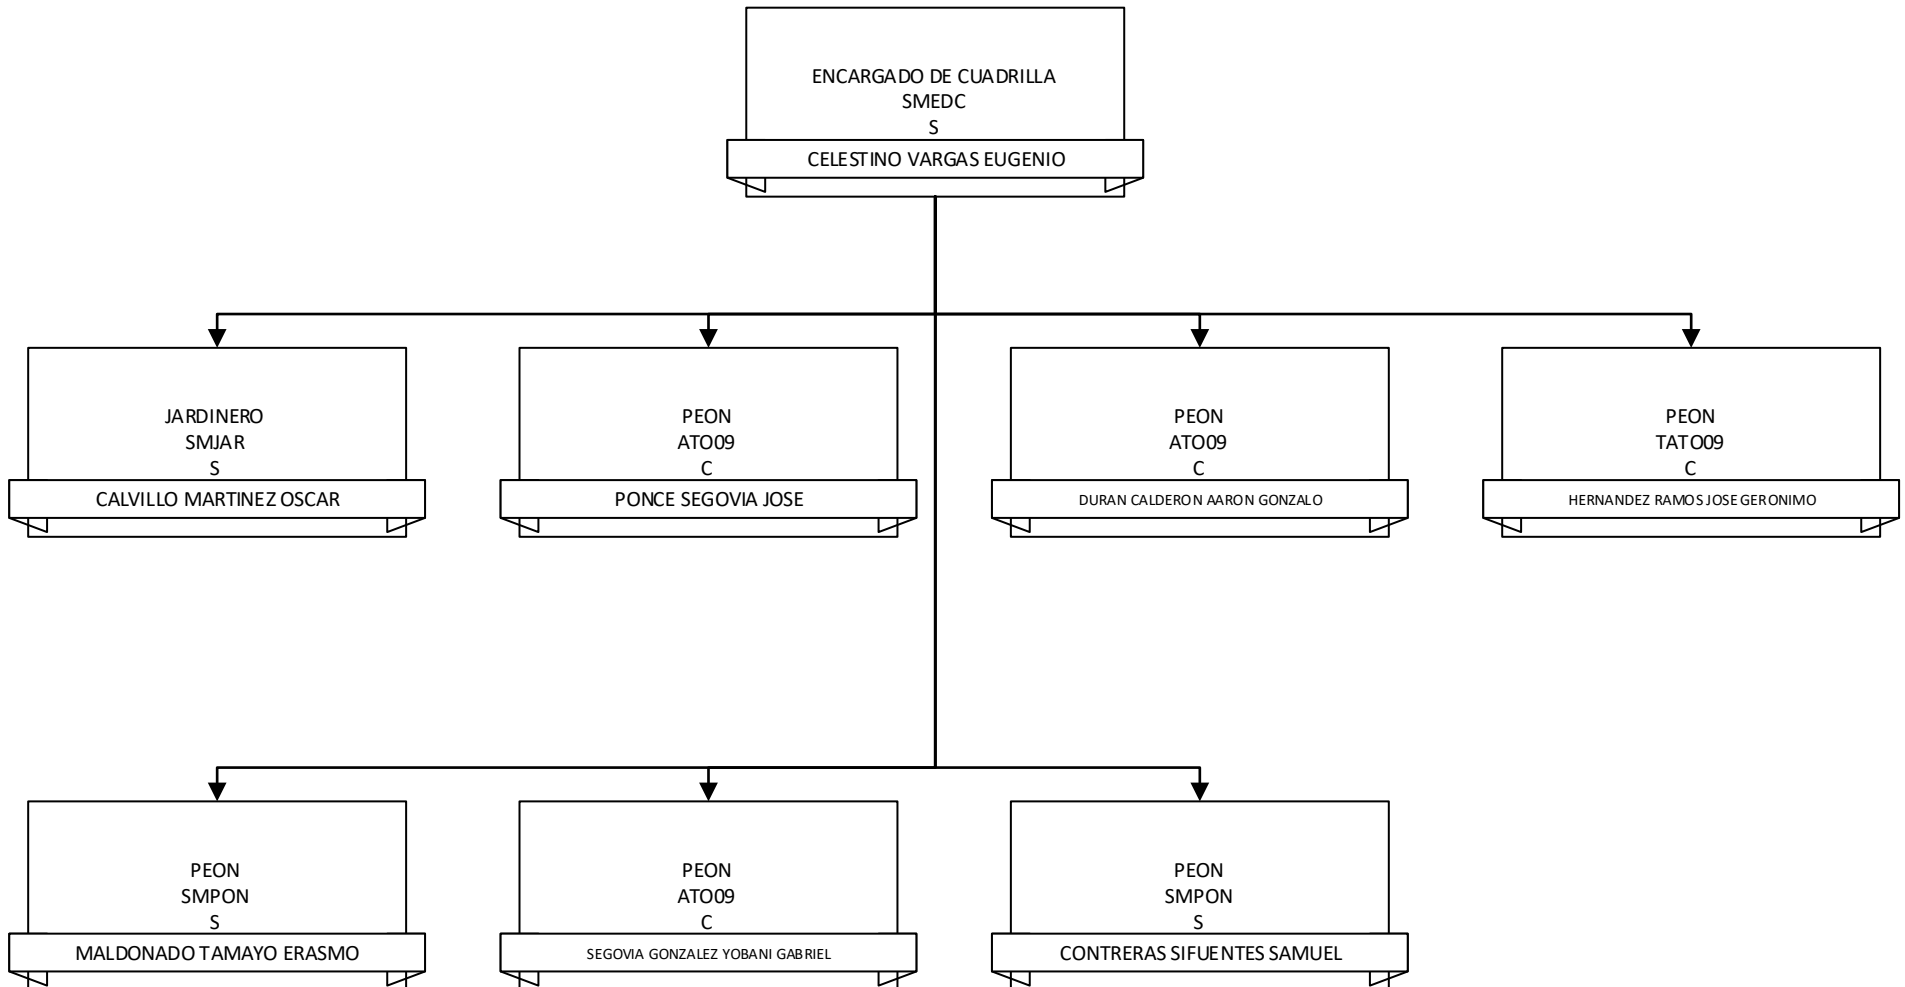 ENCARGADO DE CUADRILLA
SMEDC
S
CELESTINO VARGAS EUGENIO
JARDINERO
SMJAR
S
CALVILLO MARTINEZ OSCAR
PEON
ATO09
C
PONCE SEGOVIA JOSE
PEON
ATO09
C
DURAN CALDERON AARON GONZALO
PEON
TATO09
C
HERNANDEZ RAMOS JOSE GERONIMO
PEON
SMPON
S
MALDONADO TAMAYO ERASMO
PEON
ATO09
C
SEGOVIA GONZALEZ YOBANI GABRIEL
PEON
SMPON
S
CONTRERAS SIFUENTES SAMUEL